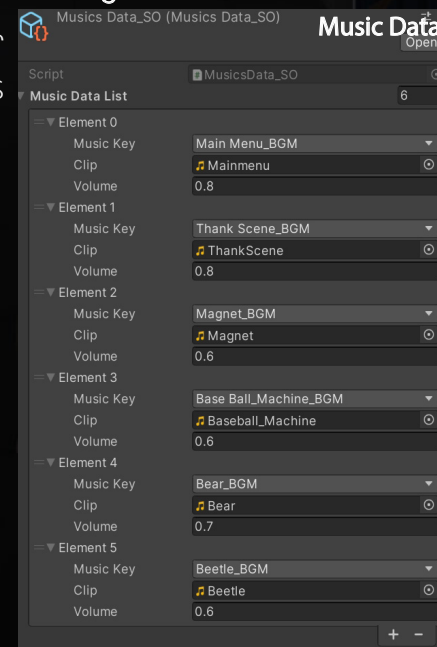 Musics Data_SO (Musics Data_SO)
Music Data
Open
Script MusicsData_SO
Music Data List 6
Element 0
Music Key Main Menu_BGM
Clip Mainmenu
Volume 0.8
Element 1
Music Key Thank Scene_BGM
Clip ThankScene
Volume 0.8
Element 2
Music Key Magnet_BGM
Clip Magnet
Volume 0.6
Element 3
Music Key Base Ball_Machine_BGM
Clip Baseball_Machine
Volume 0.6
Element 4
Music Key Bear_BGM
Clip Bear
Volume 0.7
Element 5
Music Key Beetle_BGM
Clip Beetle
Volume 0.6
+ -